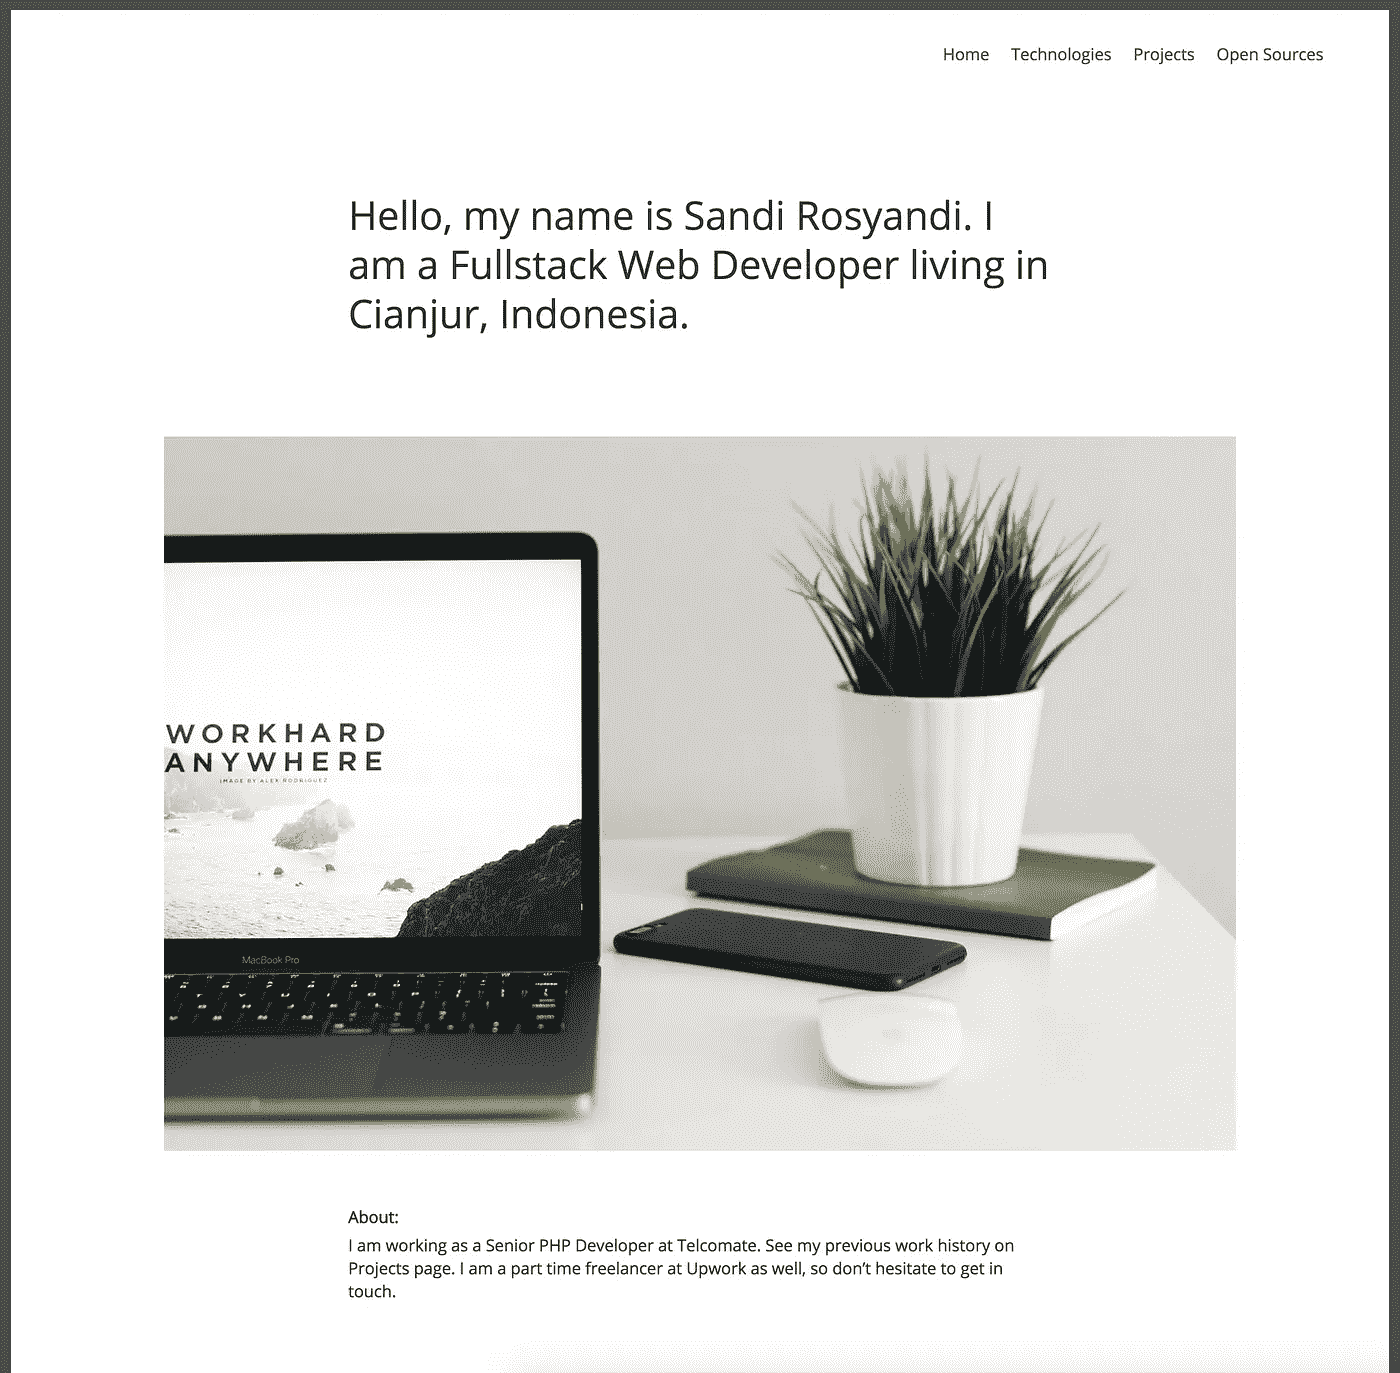 Home Technologies Projects Open Sources
Hello, my name is Sandi Rosyandi. I
am a Fullstack Web Developer living in
Cianjur, Indonesia.
WORKHARD
ANYWHERE
IMAGE BY ALEX RODRIGUEZ
MacBook Pro
About:
I am working as a Senior PHP Developer at Telcomate. See my previous work history on
Projects page. I am a part time freelancer at Upwork as well, so don’t hesitate to get in
touch.